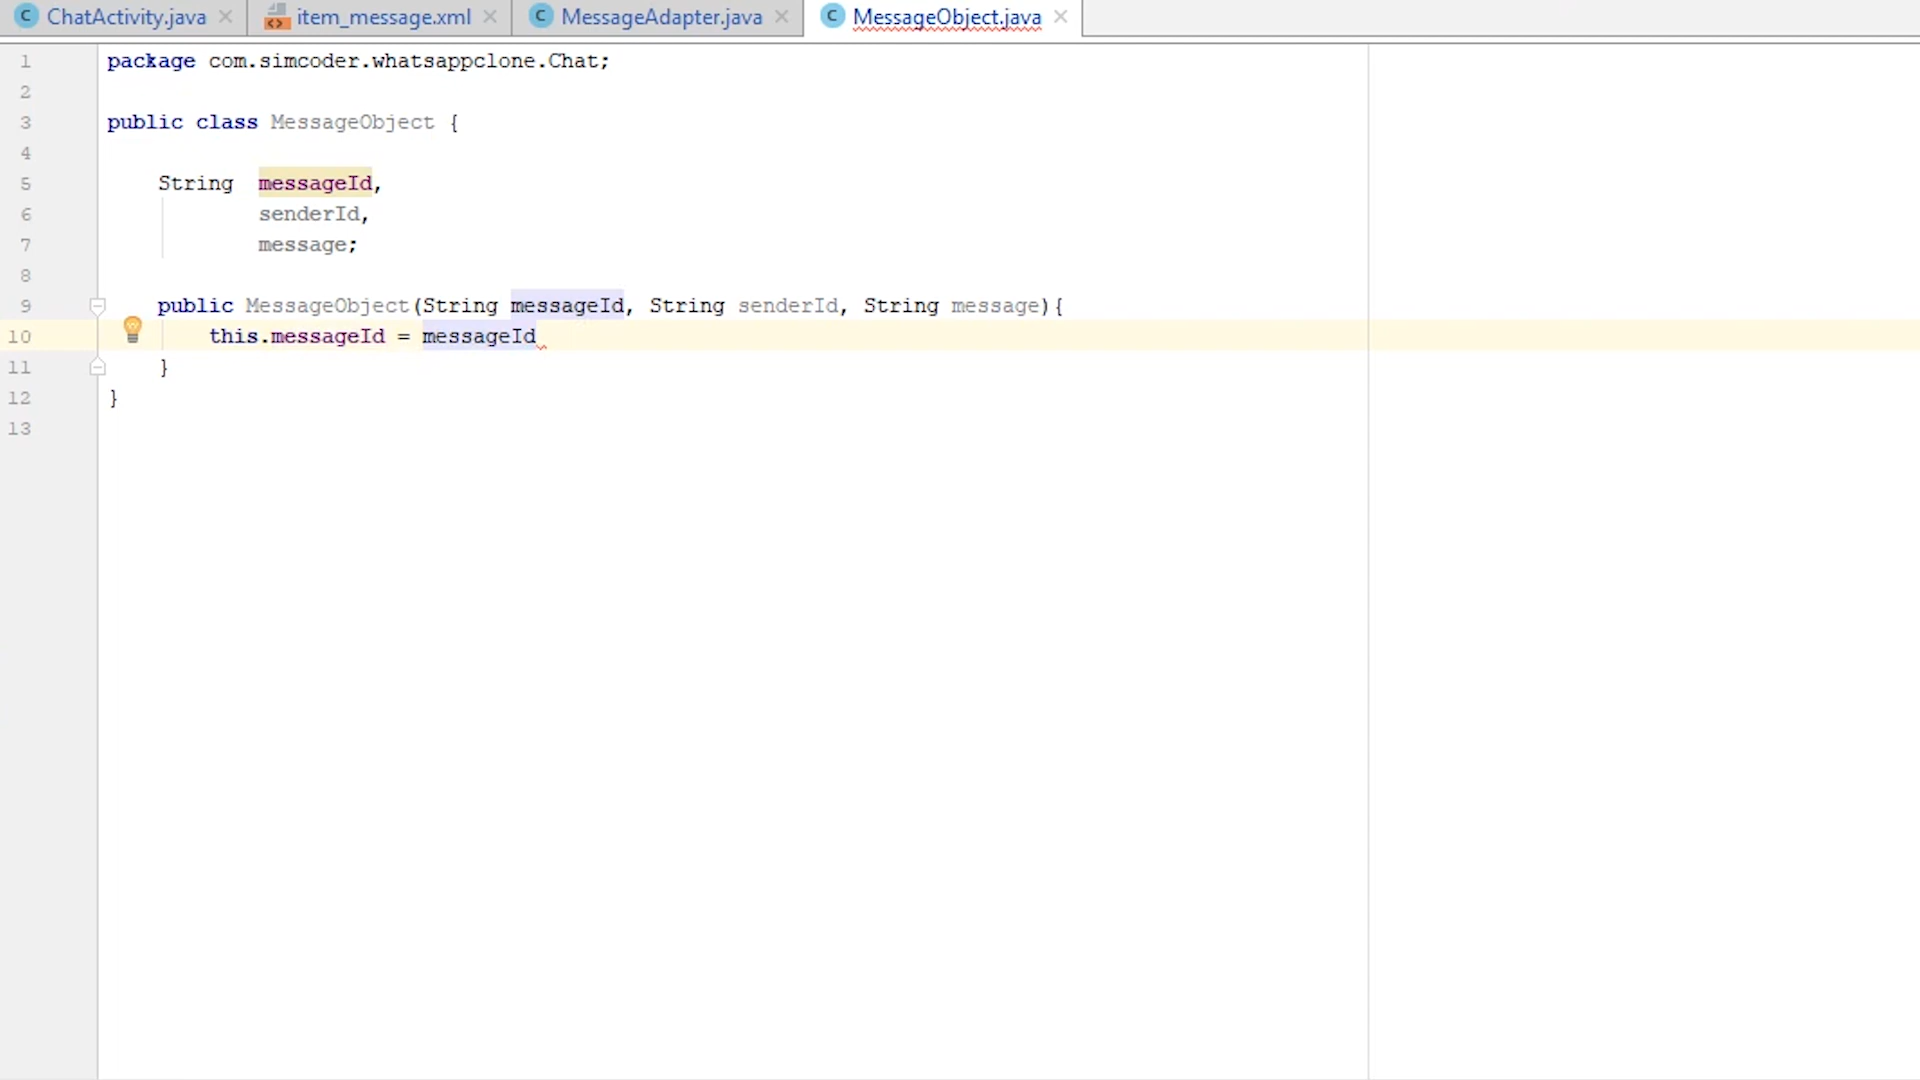 ChatActivity.java item_message.xml MessageAdapter.java MessageObject.java
1 package com.simcoder.whatsappclone.Chat;
2
3 public class MessageObject {
4
5 String messageId,
6 senderId,
7 message;
8
9 public MessageObject(String messageId, String senderId, String message){
10 this.messageId = messageId
11 }
12 }
13